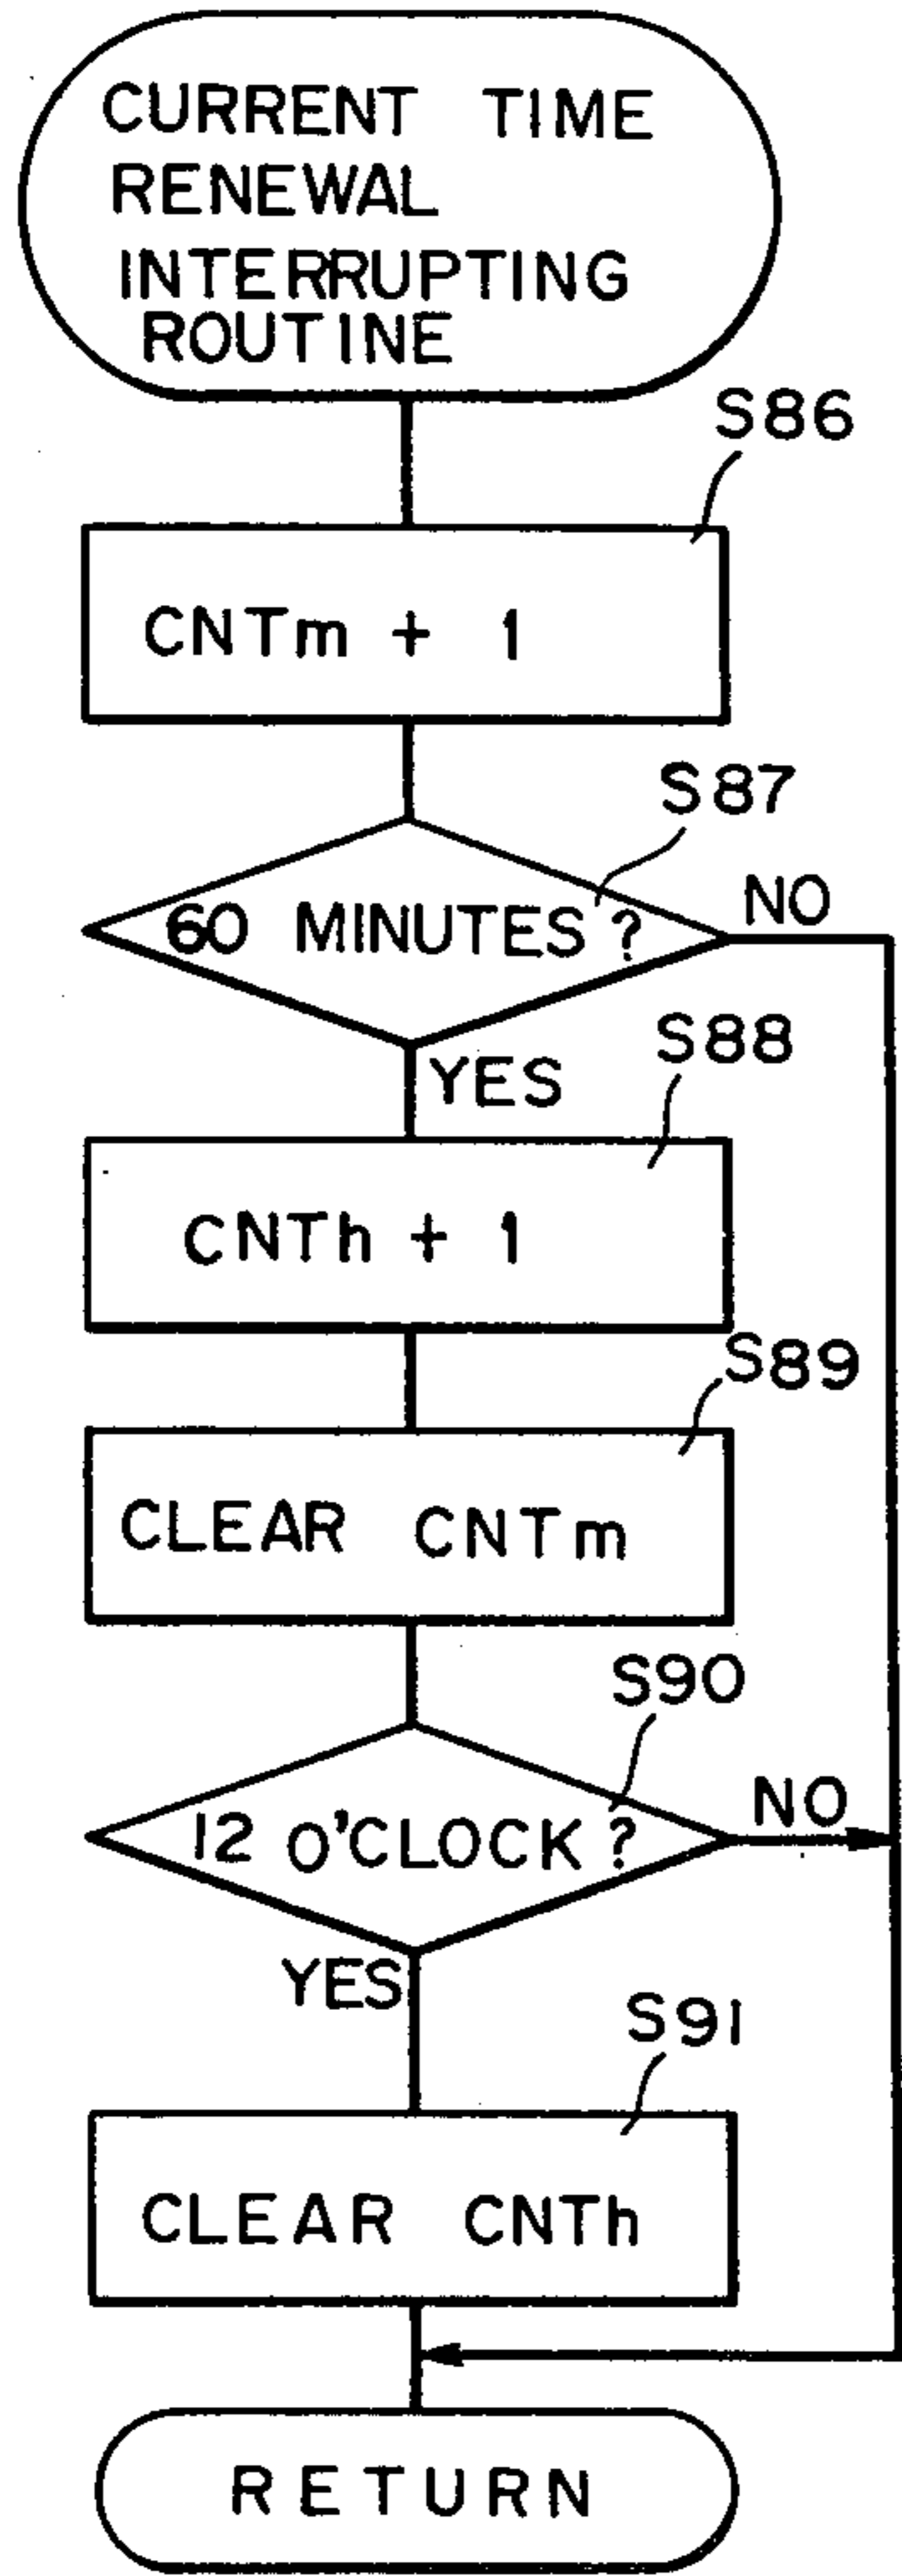 CURRENT TIME
RENEWAL
INTERRUPTING
ROUTINE
S86
CNTm + 1
S87
60 MINUTES ?
NO
YES
S88
CNTh + 1
S89
CLEAR CNTm
S90
12 O'CLOCK ?
NO
YES
S91
CLEAR CNTh
RETURN